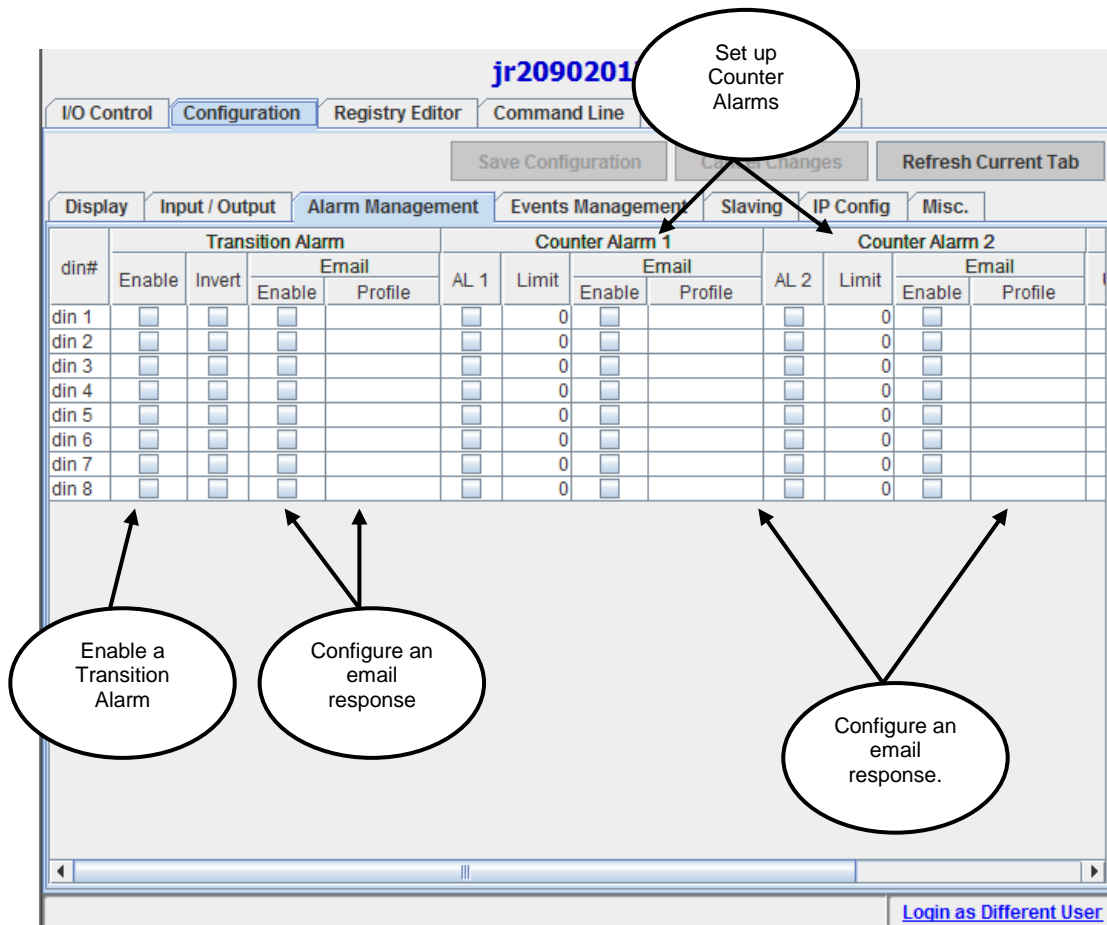 Set up
Counter
Alarms
jr2090201
I/O Control Configuration Registry Editor Command Line
Save Configuration Cancel Changes Refresh Current Tab
Display Input / Output Alarm Management Events Management Slaving IP Config Misc.
din# Transition Alarm Counter Alarm 1 Counter Alarm 2
Enable Invert Email AL 1 Limit Email AL 2 Limit Email
Enable Profile Enable Profile Enable Profile
din 1 0 0
din 2 0 0
din 3 0 0
din 4 0 0
din 5 0 0
din 6 0 0
din 7 0 0
din 8 0 0
Enable a
Transition
Alarm
Configure an
email
response
Configure an
email
response.
Login as Different User